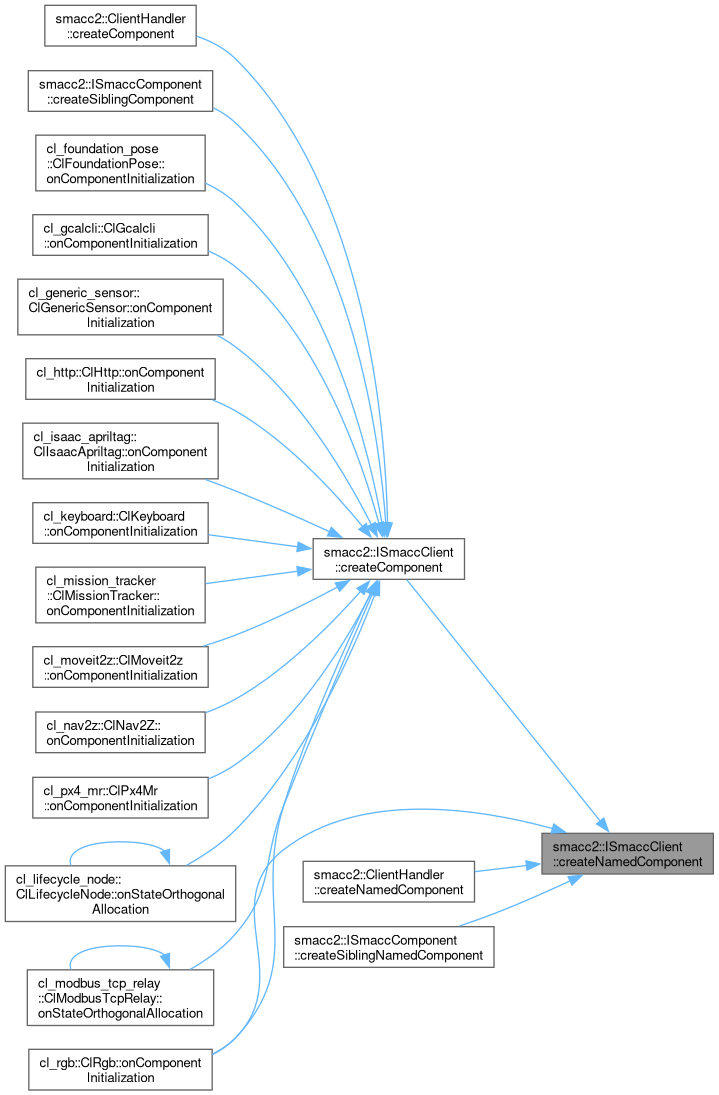 smacc2::ClientHandler
::createComponent
smacc2::ISmaccComponent
::createSiblingComponent
cl_foundation_pose
::ClFoundationPose::
onComponentInitialization
cl_gcalcli::ClGcalcli
::onComponentInitialization
cl_generic_sensor::
ClGenericSensor::onComponent
Initialization
cl_http::ClHttp::onComponent
Initialization
cl_isaac_apriltag::
ClIsaacApriltag::onComponent
Initialization
cl_keyboard::ClKeyboard
::onComponentInitialization
smacc2::ISmaccClient
::createComponent
cl_mission_tracker
::ClMissionTracker::
onComponentInitialization
cl_moveit2z::ClMoveit2z
::onComponentInitialization
cl_nav2z::ClNav2Z::
onComponentInitialization
cl_px4_mr::ClPx4Mr
::onComponentInitialization
smacc2::ISmaccClient
::createNamedComponent
cl_lifecycle_node::
ClLifecycleNode::onStateOrthogonal
Allocation
smacc2::ClientHandler
::createNamedComponent
smacc2::ISmaccComponent
::createSiblingNamedComponent
cl_modbus_tcp_relay
::ClModbusTcpRelay::
onStateOrthogonalAllocation
cl_rgb::ClRgb::onComponent
Initialization